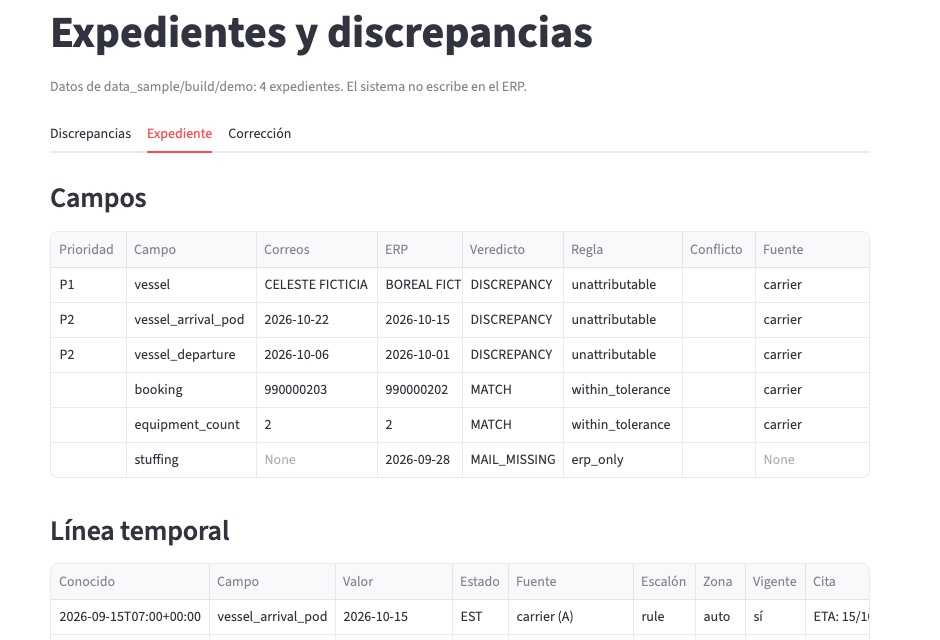 Expedientes y discrepancias
Datos de data_sample/build/demo: 4 expedientes. El sistema no escribe en el ERP.
Discrepancias Expediente Corrección
Campos
Prioridad Campo Correos ERP Veredicto Regla Conflicto Fuente
P1 vessel CELESTE FICTICIA BOREAL FICT DISCREPANCY unattributable carrier
P2 vessel_arrival_pod 2026-10-22 2026-10-15 DISCREPANCY unattributable carrier
P2 vessel_departure 2026-10-06 2026-10-01 DISCREPANCY unattributable carrier
booking 990000203 990000202 MATCH within_tolerance carrier
equipment_count 2 2 MATCH within_tolerance carrier
stuffing None 2026-09-28 MAIL_MISSING erp_only None
Línea temporal
Conocido Campo Valor Estado Fuente Escalón Zona Vigente Cita
2026-09-15T07:00+00:00 vessel_arrival_pod 2026-10-15 EST carrier (A) rule auto sí ETA: 15/10